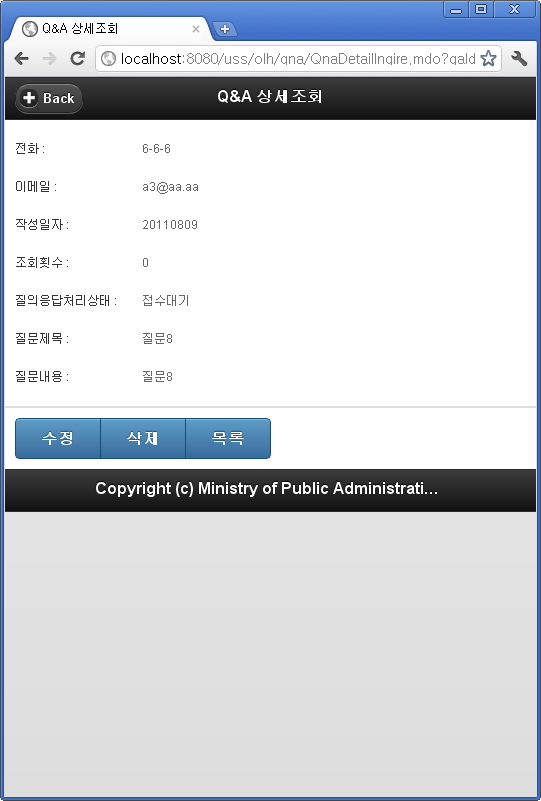 Q&A 상세조회
localhost:8080/uss/olh/qna/QnaDetailInqire.mdo?qaId
Back
Q&A 상세조회
전화 : 6-6-6
이메일 : a3@aa.aa
작성일자 : 20110809
조회횟수 : 0
질의응답처리상태 : 접수대기
질문제목 : 질문8
질문내용 : 질문8
수정 삭제 목록
Copyright (c) Ministry of Public Administrati...